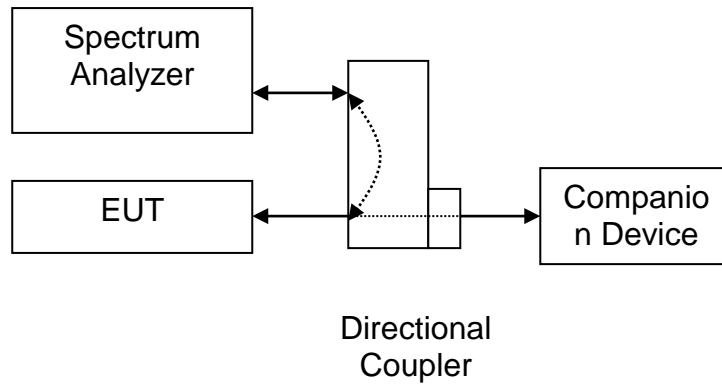 Spectrum
Analyzer
EUT
Companio
n Device
Directional
Coupler